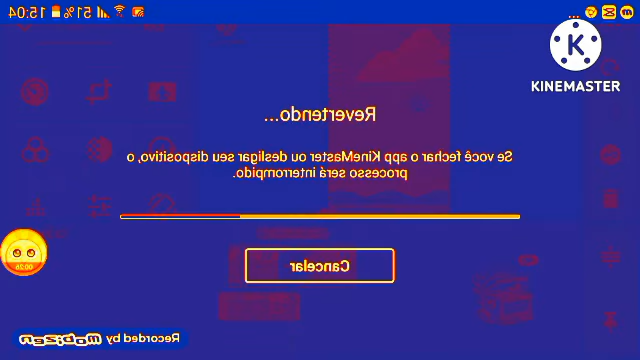 15:04
51%
KINEMASTER
Revertendo...
Se você fechar o app KineMaster ou desligar seu dispositivo, o
processo será interrompido.
Cancelar
00:26
Recorded by mobizen